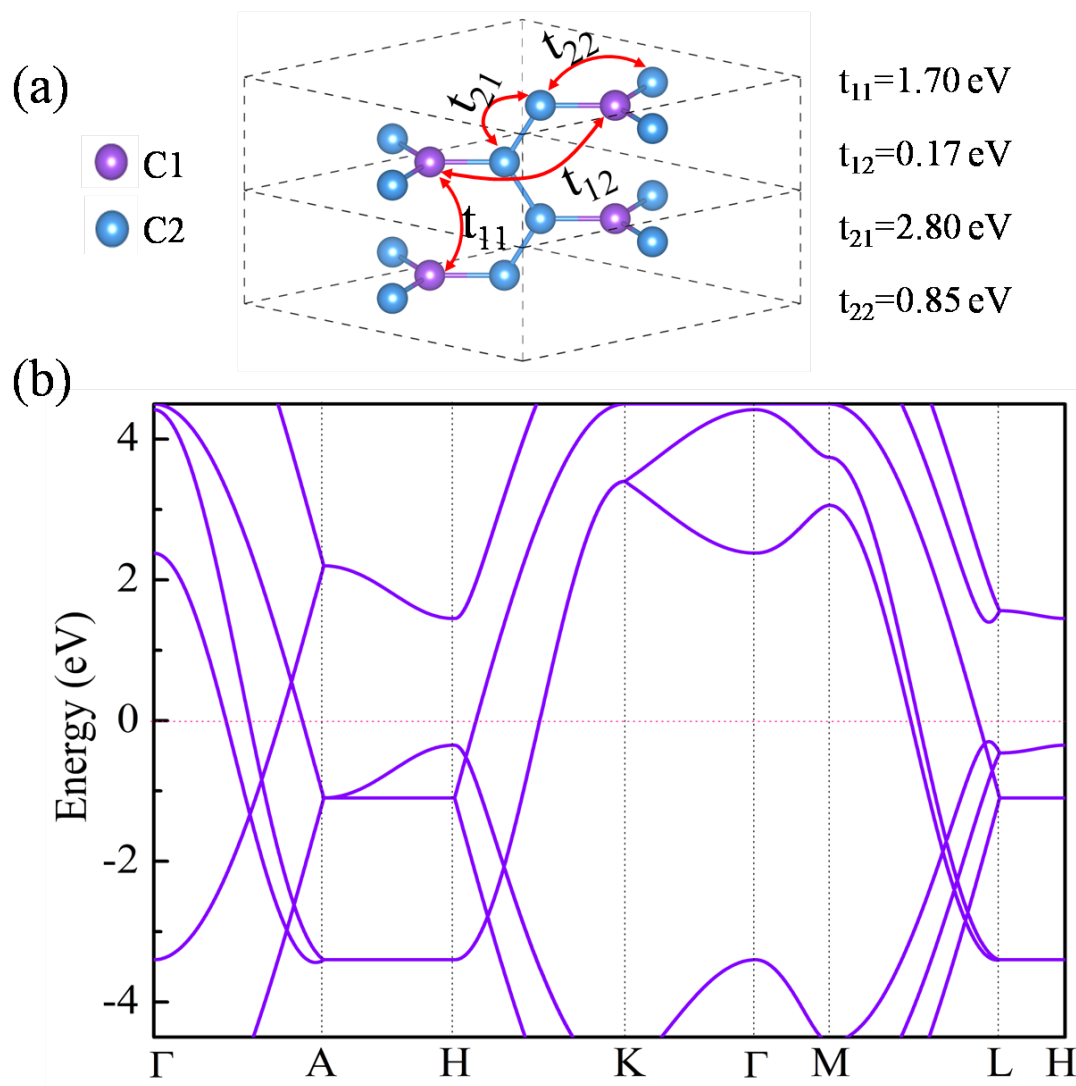 (a)
C1
C2
t₂₂
t₂₁
t₁₂
t₁₁
t₁₁=1.70 eV
t₁₂=0.17 eV
t₂₁=2.80 eV
t₂₂=0.85 eV
(b)
Energy (eV)
4
2
0
-2
-4
Γ A H K Γ M L H